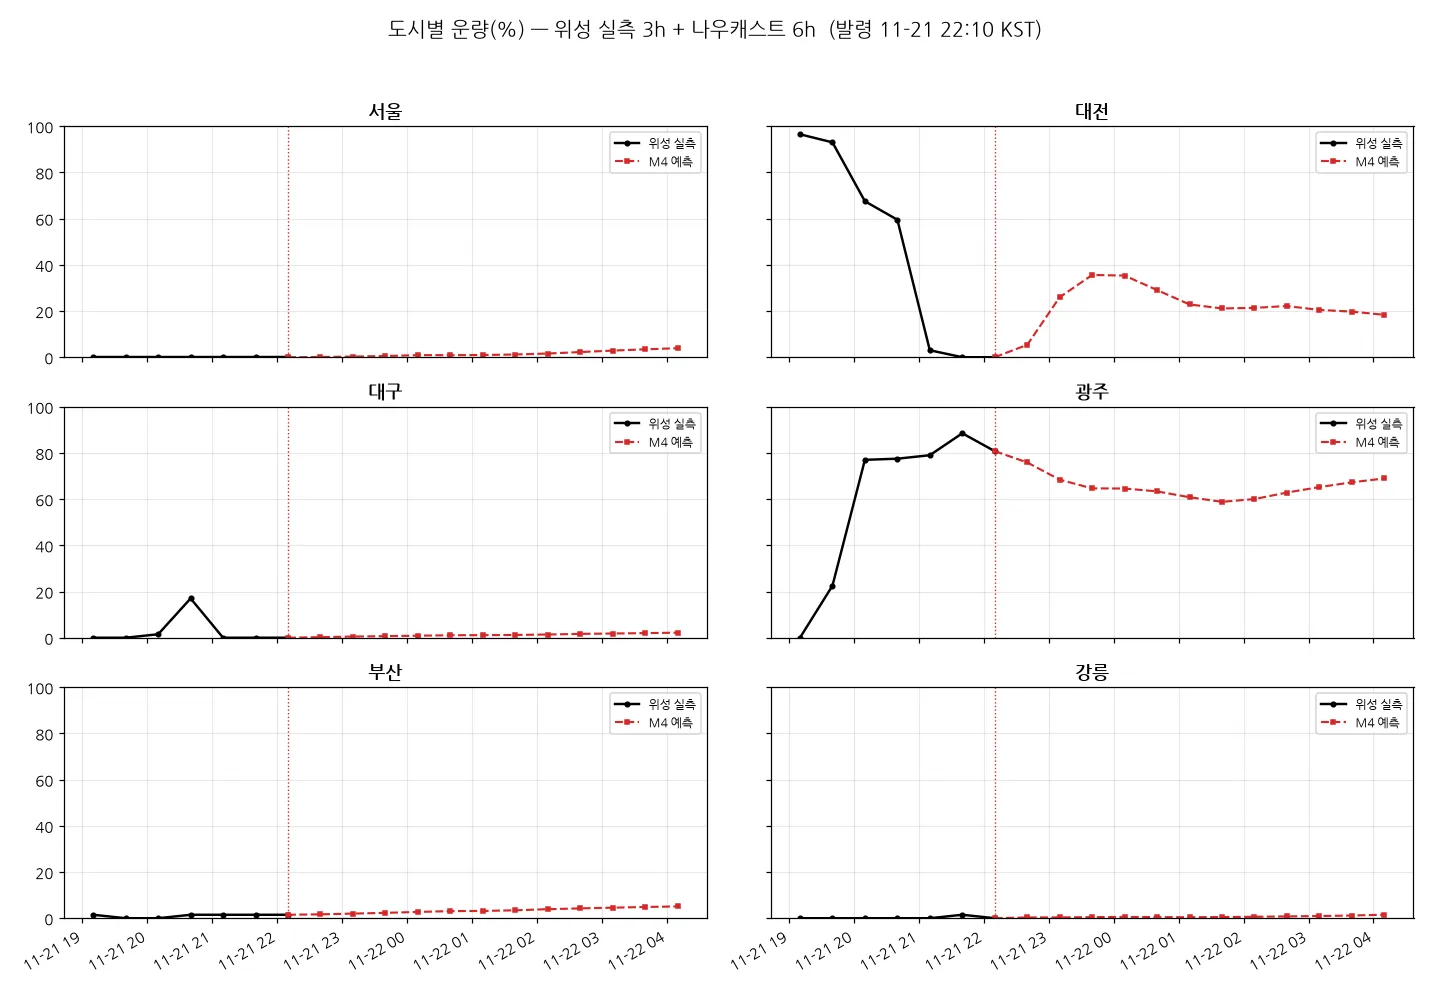 도시별 운량(%) — 위성 실측 3h + 나우캐스트 6h (발령 11-21 22:10 KST)
서울
100
80
60
40
20
0
위성 실측
M4 예측
대전
위성 실측
M4 예측
대구
100
80
60
40
20
0
위성 실측
M4 예측
광주
위성 실측
M4 예측
부산
100
80
60
40
20
0
위성 실측
M4 예측
11-21 19
11-21 20
11-21 21
11-21 22
11-21 23
11-22 00
11-22 01
11-22 02
11-22 03
11-22 04
강릉
위성 실측
M4 예측
11-21 19
11-21 20
11-21 21
11-21 22
11-21 23
11-22 00
11-22 01
11-22 02
11-22 03
11-22 04